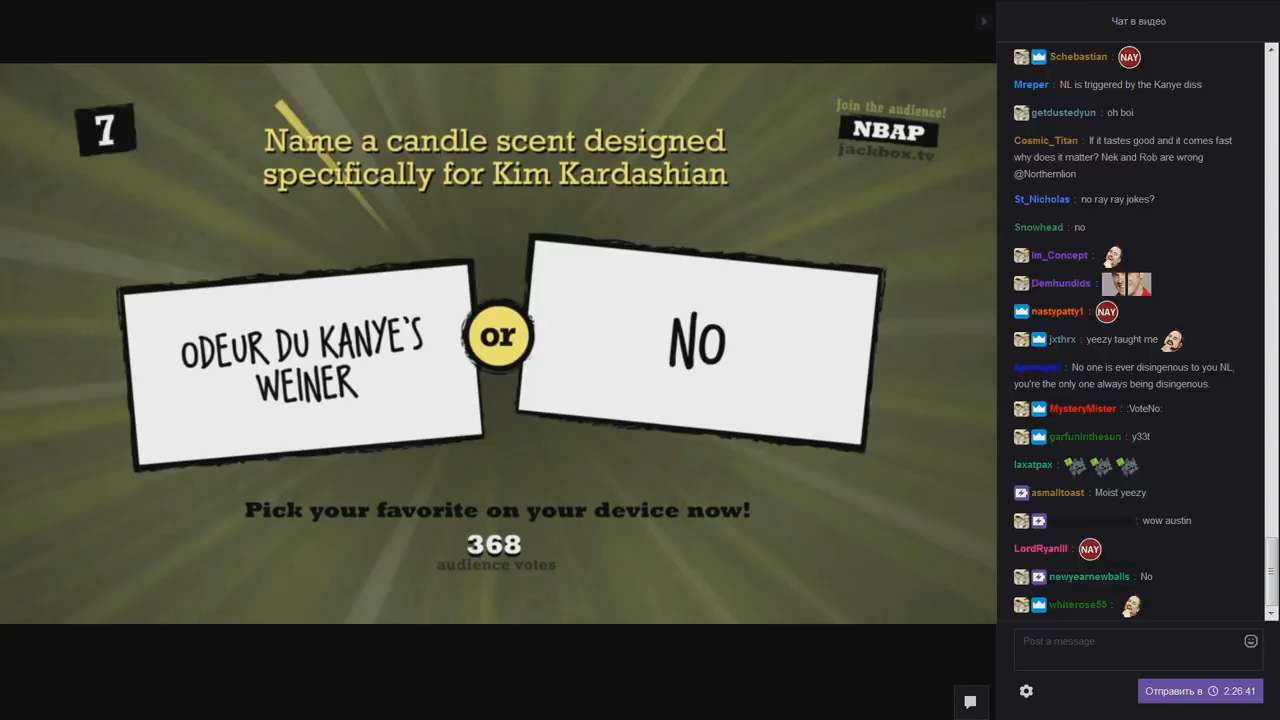 7
Name a candle scent designed
specifically for Kim Kardashian
Join the audience!
NBAP
jackbox.tv
ODEUR DU KANYE'S
WEINER
or
NO
Pick your favorite on your device now!
368
audience votes
Чат в видео
Schebastian : NAY
Mreper : NL is triggered by the Kanye diss
getdustedyun : oh boi
Cosmic_Titan : If it tastes good and it comes fast
why does it matter? Nek and Rob are wrong
@Northernlion
St_Nicholas : no ray ray jokes?
Snowhead : no
Im_Concept :
Demhundids :
nastypatty1 : NAY
jxthrx : yeezy taught me
: No one is ever disingenous to you NL,
you're the only one always being disingenous.
MysteryMister : :VoteNo:
garfuninthesun : y33t
laxatpax :
asmalltoast : Moist yeezy
: wow austin
LordRyanIII : NAY
newyearnewballs : No
whiterose55 :
Post a message
Отправить в 2:26:41